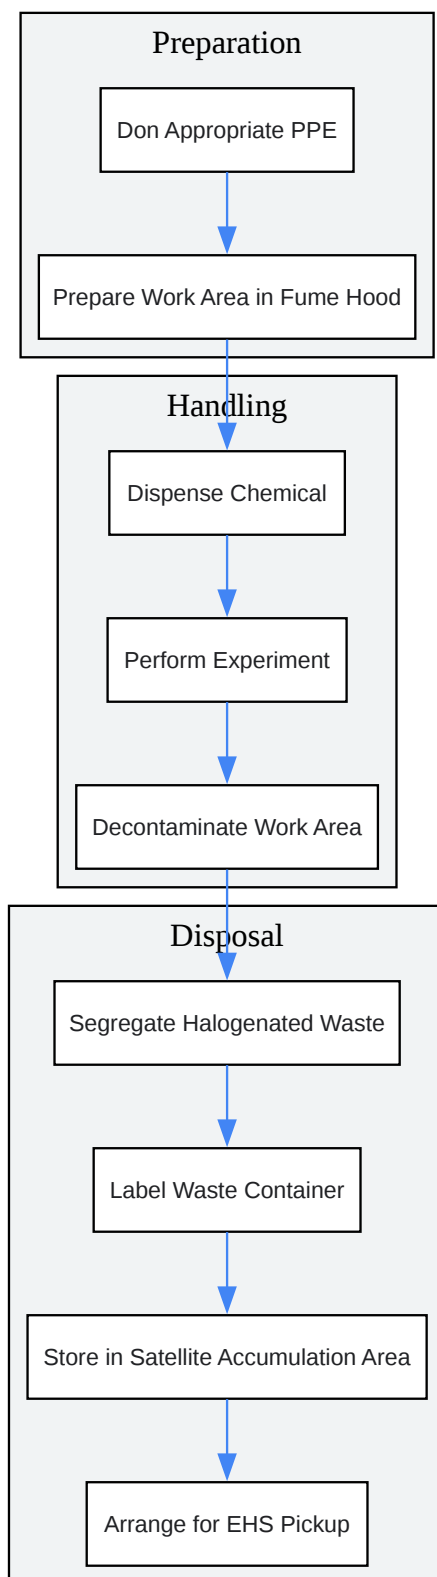 Preparation
Don Appropriate PPE
Prepare Work Area in Fume Hood
Handling
Dispense Chemical
Perform Experiment
Decontaminate Work Area
Disposal
Segregate Halogenated Waste
Label Waste Container
Store in Satellite Accumulation Area
Arrange for EHS Pickup